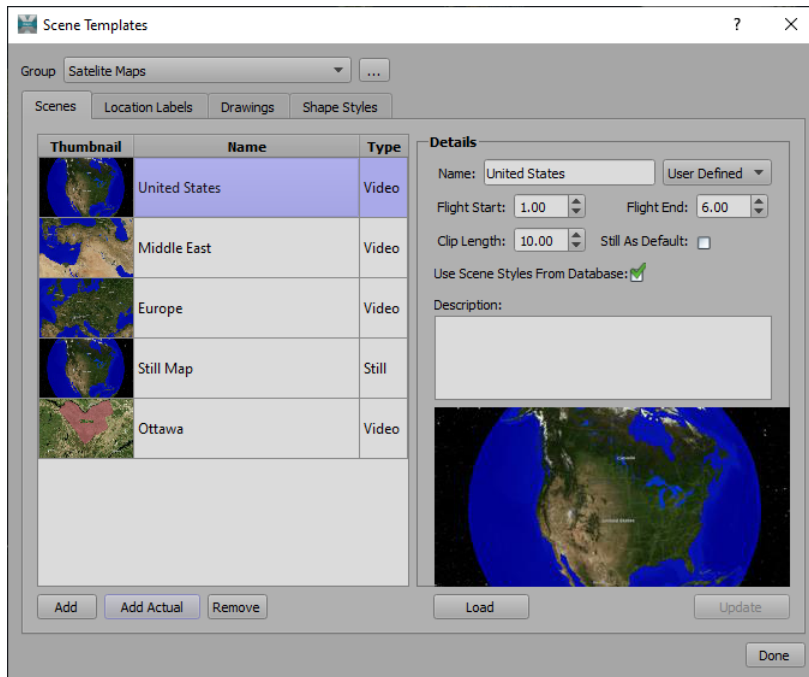 Scene Templates
? 
Group Satelite Maps ...
Scenes Location Labels Drawings Shape Styles
Thumbnail Name Type
United States Video
Middle East Video
Europe Video
Still Map Still
Ottawa Video
Add Add Actual Remove
Details
Name: United States User Defined
Flight Start: 1.00 Flight End: 6.00
Clip Length: 10.00 Still As Default:
Use Scene Styles From Database:
Description:
Canada
United States
Load Update
Done